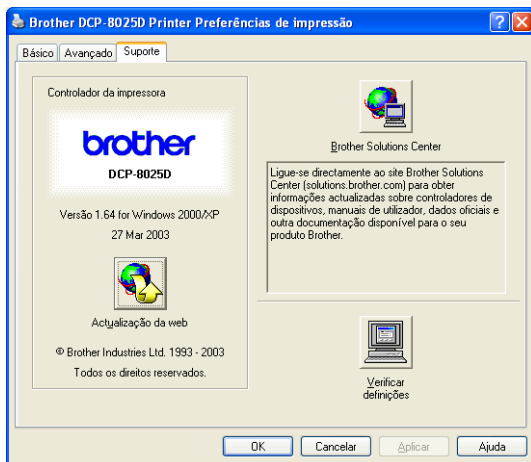 Brother DCP-8025D Printer Preferências de impressão
Básico Avançado Suporte
Controlador da impressora
brother
DCP-8025D
Versão 1.64 for Windows 2000/XP
27 Mar 2003
Actualização da web
© Brother Industries Ltd. 1993 - 2003
Todos os direitos reservados.
Brother Solutions Center
Ligue-se directamente ao site Brother Solutions
Center (solutions.brother.com) para obter
informações actualizadas sobre controladores de
dispositivos, manuais de utilizador, dados oficiais e
outra documentação disponível para o seu
produto Brother.
Verificar
definições
OK Cancelar Aplicar Ajuda